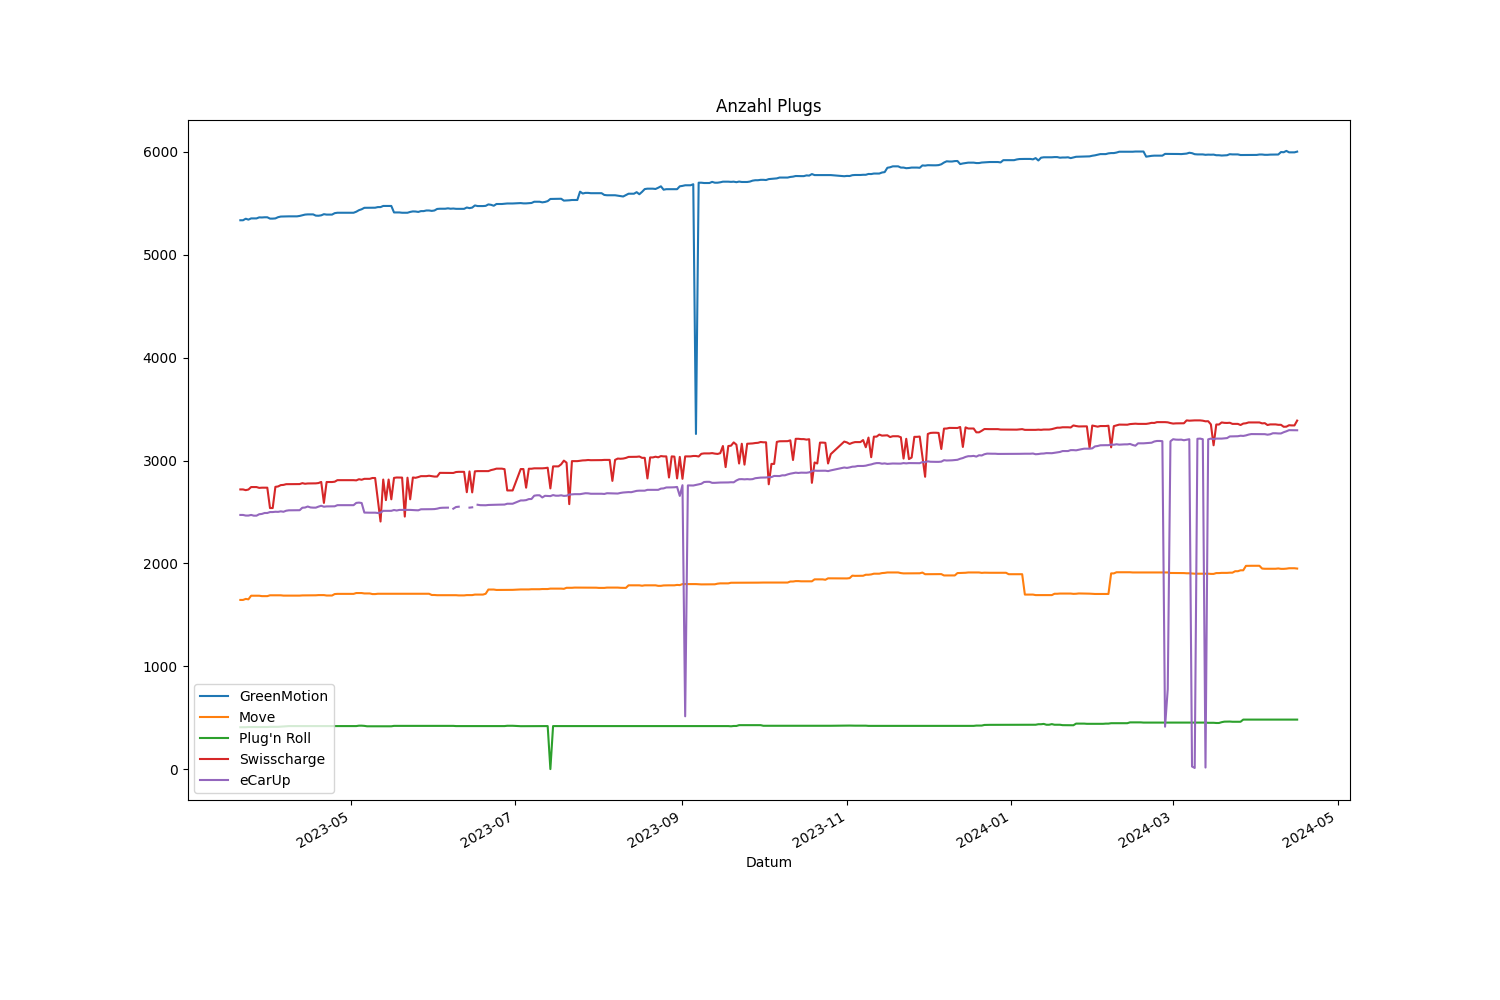 Anzahl Plugs
6000
5000
4000
3000
2000
1000
0
GreenMotion
Move
Plug'n Roll
Swisscharge
eCarUp
2023-05
2023-07
2023-09
2023-11
2024-01
2024-03
2024-05
Datum